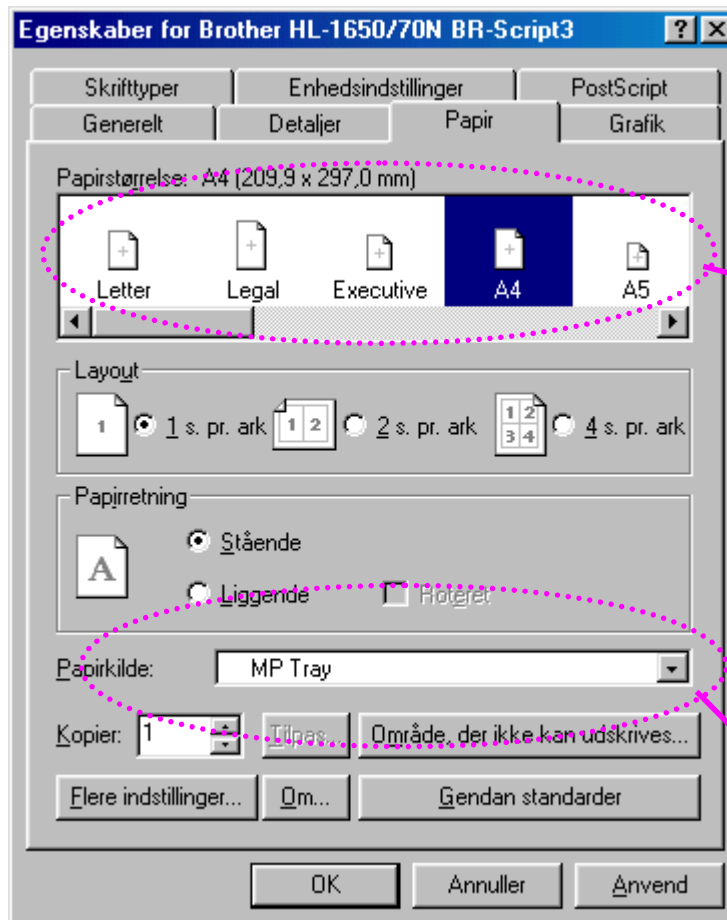 Egenskaber for Brother HL-1650/70N BR-Script3
Skrifttyper Enhedsindstillinger PostScript
Generelt Detaljer Papir Grafik
Papirstørrelse: A4 (209,9 x 297,0 mm)
Letter Legal Executive A4 A5
Layout
1 1 s. pr. ark 1 2 2 s. pr. ark 1 2 3 4 4 s. pr. ark
Papirretning
A
Stående
Liggende Roteret
Papirkilde: MP Tray
Kopier: 1 Tilpas... Område, der ikke kan udskrives...
Flere indstillinger... Om... Gendan standarder
OK Annuller Anvend